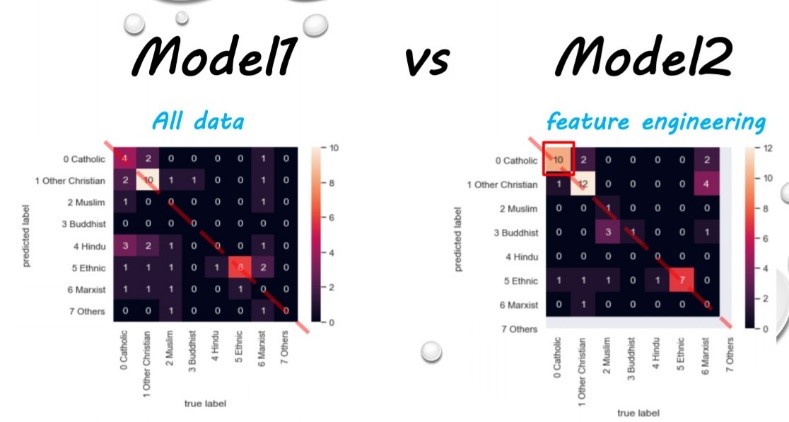 Model1 vs Model2
All data
feature engineering
0 Catholic 4 2 0 0 0 0 1 0
1 Other Christian 2 10 1 1 0 0 1 0
2 Muslim 1 0 0 0 0 0 1 0
3 Buddhist 0 0 0 0 0 0 0 0
4 Hindu 3 2 1 0 0 0 1 0
5 Ethnic 1 1 1 0 1 8 2 0
6 Marxist 1 1 1 0 0 1 0 0
7 Others 0 0 1 0 0 0 1 0
predicted label
0 Catholic
1 Other Christian
2 Muslim
3 Buddhist
4 Hindu
5 Ethnic
6 Marxist
7 Others
true label
10
8
6
4
2
0
0 Catholic 10 2 0 0 0 0 2
1 Other Christian 1 12 0 0 0 0 4
2 Muslim 0 0 1 0 0 0 0
3 Buddhist 0 0 3 1 0 0 1
4 Hindu 0 0 0 0 0 0 0
5 Ethnic 1 1 1 0 1 7 0
6 Marxist 0 1 0 0 0 0 0
7 Others
predicted label
0 Catholic
1 Other Christian
2 Muslim
3 Buddhist
4 Hindu
5 Ethnic
6 Marxist
7 Others
true label
12
10
8
6
4
2
0